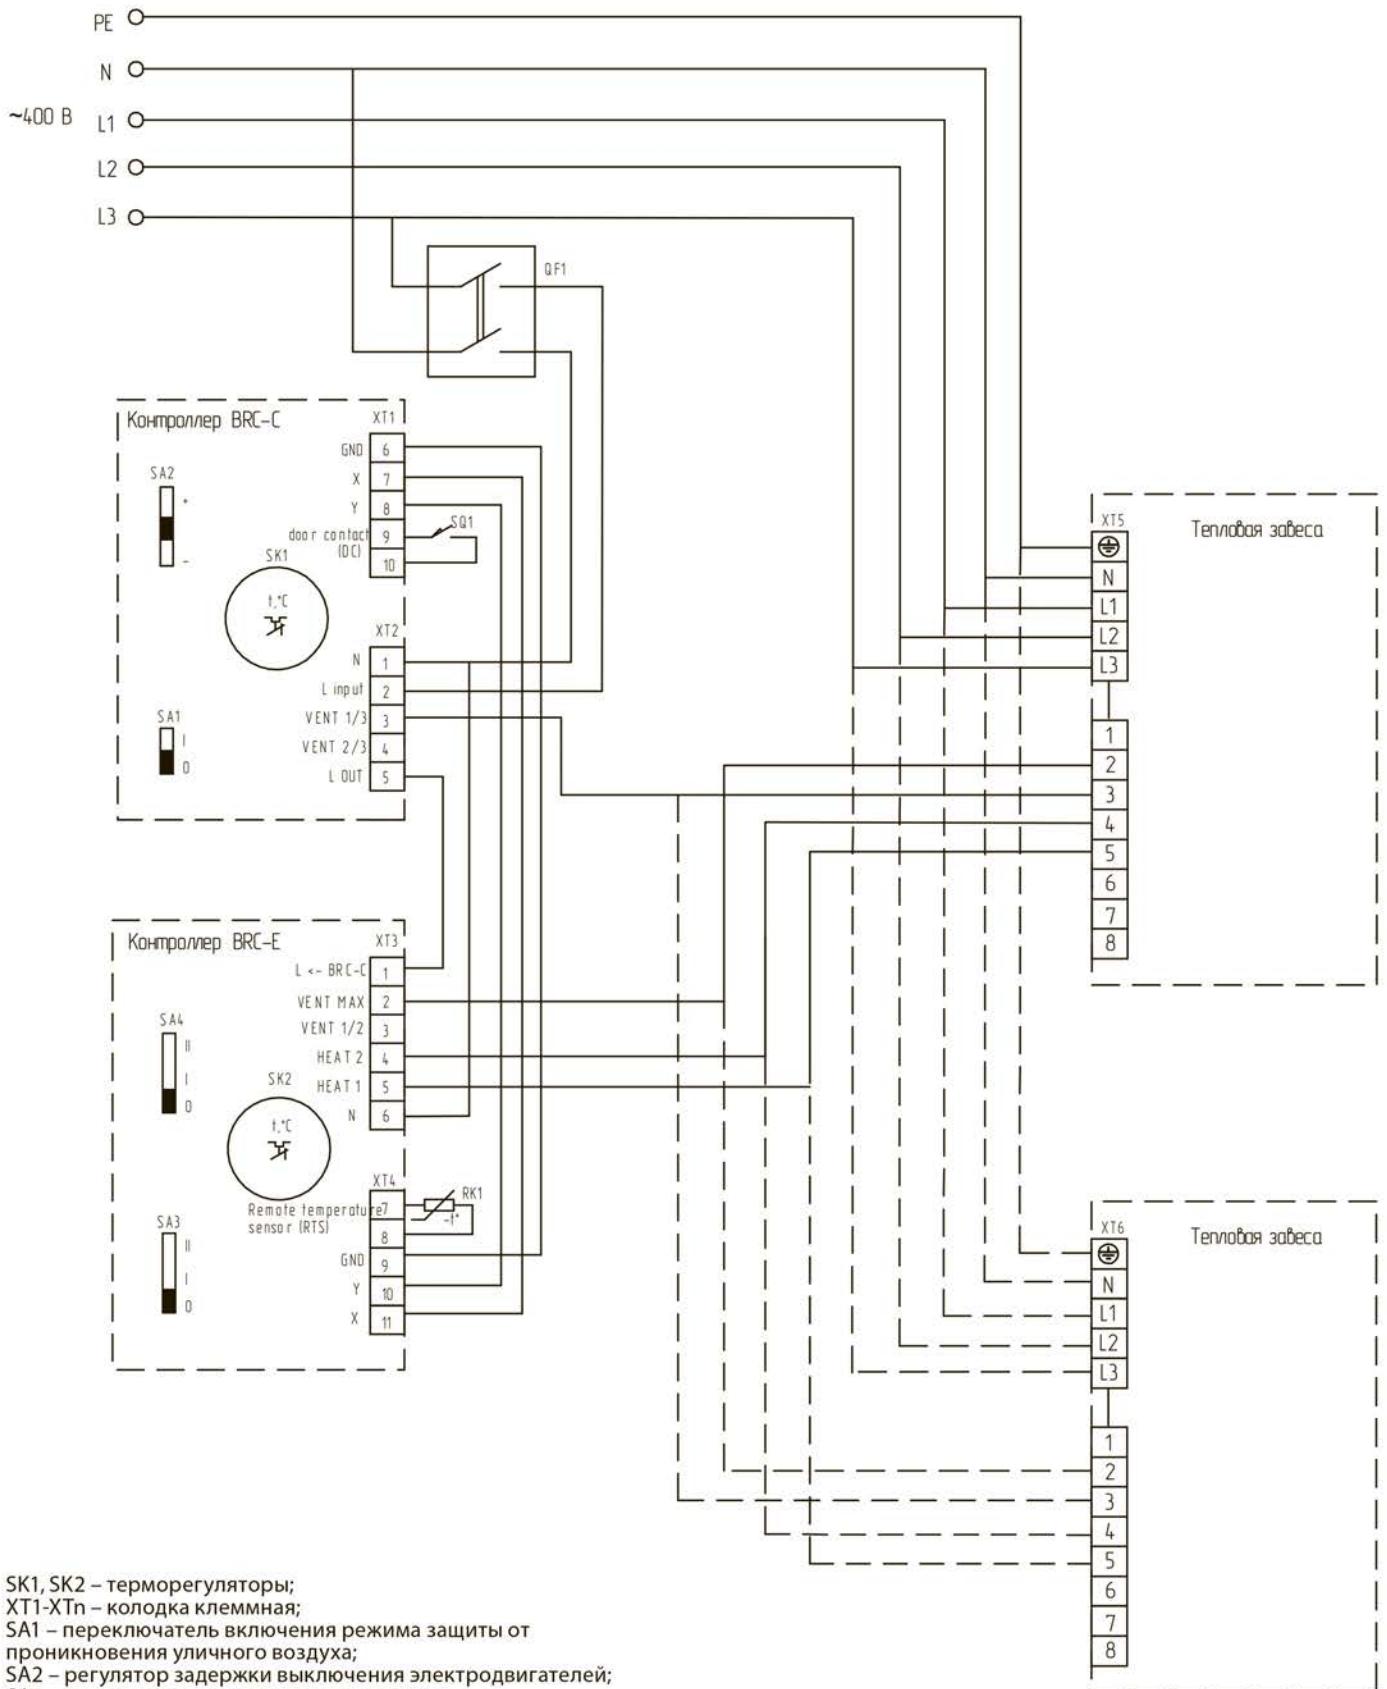 PE
N
~400 В
L1
L2
L3
QF1
Контроллер BRC-C
XT1
SA2
+
-
GND 6
X 7
Y 8
door contact 9
(DC)
10
SQ1
SK1
t,°C
XT2
N 1
L input 2
SA1
I
0
VENT 1/3 3
VENT 2/3 4
L OUT 5
XT5
Тепловая завеса
N
L1
L2
L3
1
2
3
4
5
6
7
8
Контроллер BRC-E
XT3
L <- BRC-C 1
VENT MAX 2
VENT 1/2 3
HEAT 2 4
HEAT 1 5
N 6
SA4
II
I
0
SK2
t,°C
XT4
Remote temperature 7
sensor (RTS)
8
RK1
-t°
SA3
II
I
0
GND 9
Y 10
X 11
XT6
Тепловая завеса
N
L1
L2
L3
1
2
3
4
5
6
7
8
SK1, SK2 – терморегуляторы;
XT1-XTn – колодка клеммная;
SA1 – переключатель включения режима защиты от
проникновения уличного воздуха;
SA2 – регулятор задержки выключения электродвигателей;